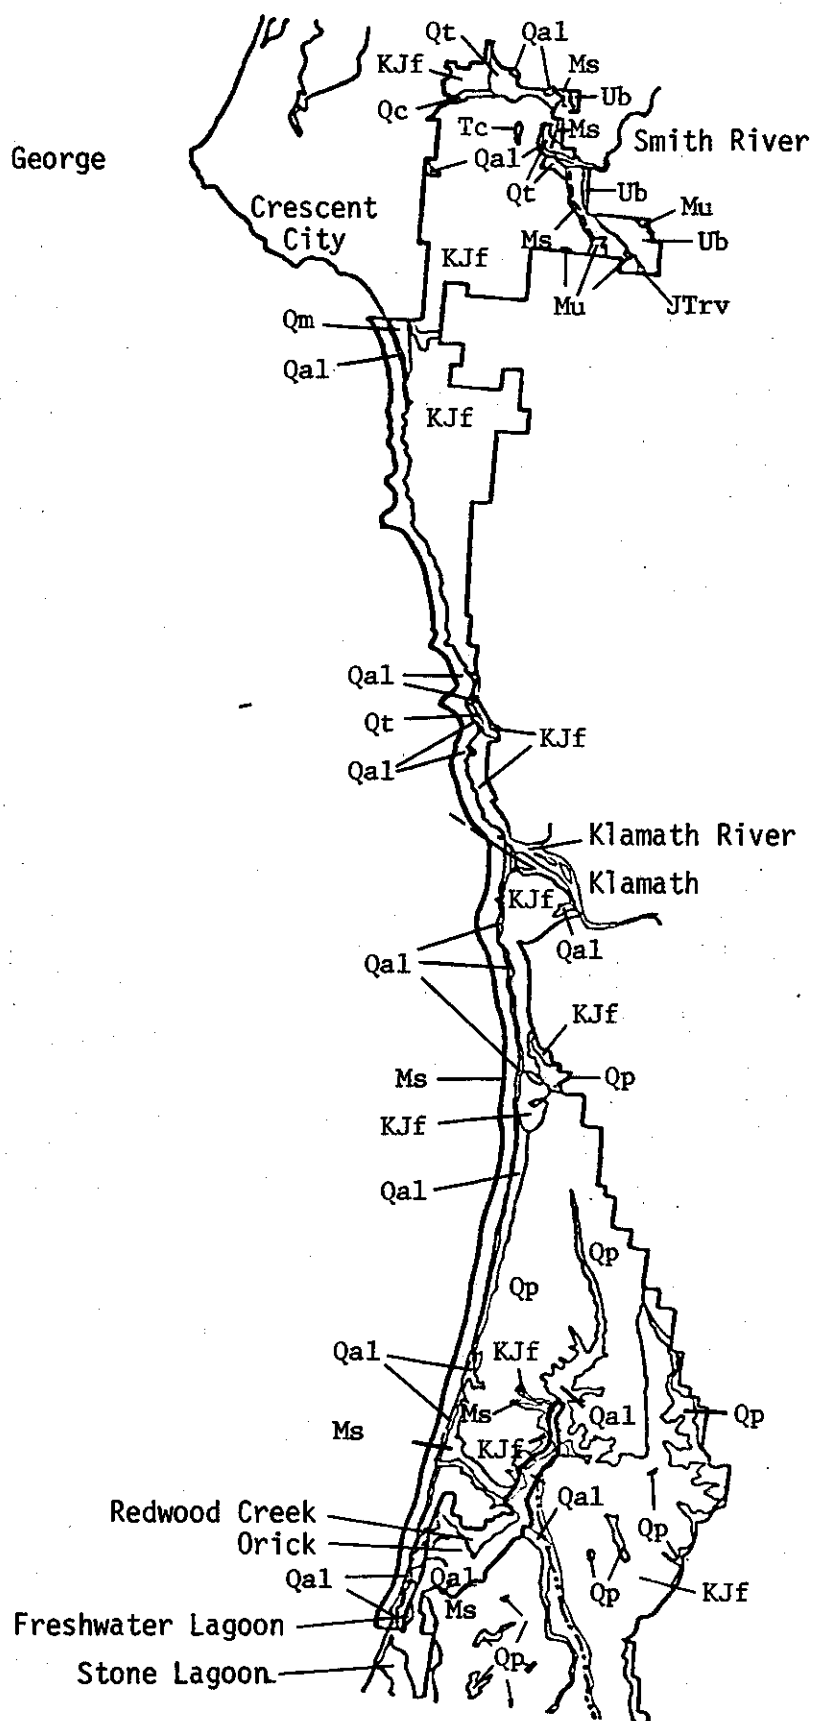 Qt Qal
KJf Ms
Qc Ub
Tc Ms
George Qal Smith River
Qt Ub
Crescent Mu
City Ms Ub
KJf
Mu JTrv
Qm
Qal
KJf
Qal
Qt KJf
Qal
Klamath River
Klamath
KJf
Qal
Qal
KJf
Ms Qp
KJf
Qal
Qp
Qp
Qal KJf
Ms Qal Qp
Ms
KJf
Qal
Redwood Creek
Qp
Orick
Qal Qal Qp KJf
Ms
Freshwater Lagoon
Qp
Stone Lagoon